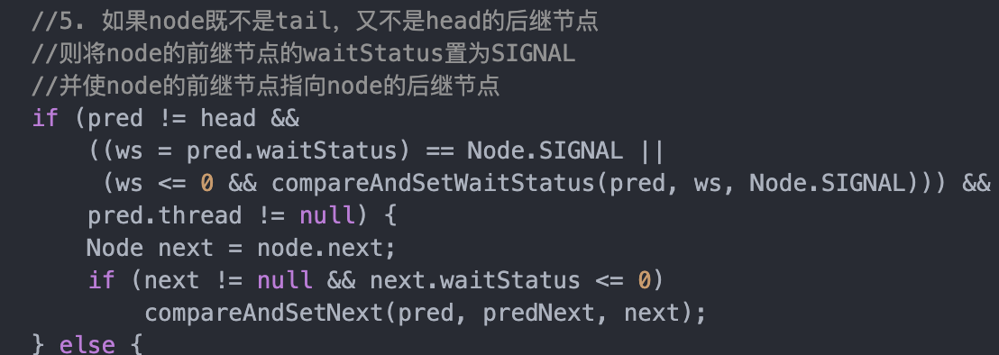 //5. 如果node既不是tail，又不是head的后继节点
//则将node的前继节点的waitStatus置为SIGNAL
//并使node的前继节点指向node的后继节点
if (pred != head &&
((ws = pred.waitStatus) == Node.SIGNAL ||
(ws <= 0 && compareAndSetWaitStatus(pred, ws, Node.SIGNAL))) &&
pred.thread != null) {
Node next = node.next;
if (next != null && next.waitStatus <= 0)
compareAndSetNext(pred, predNext, next);
} else {